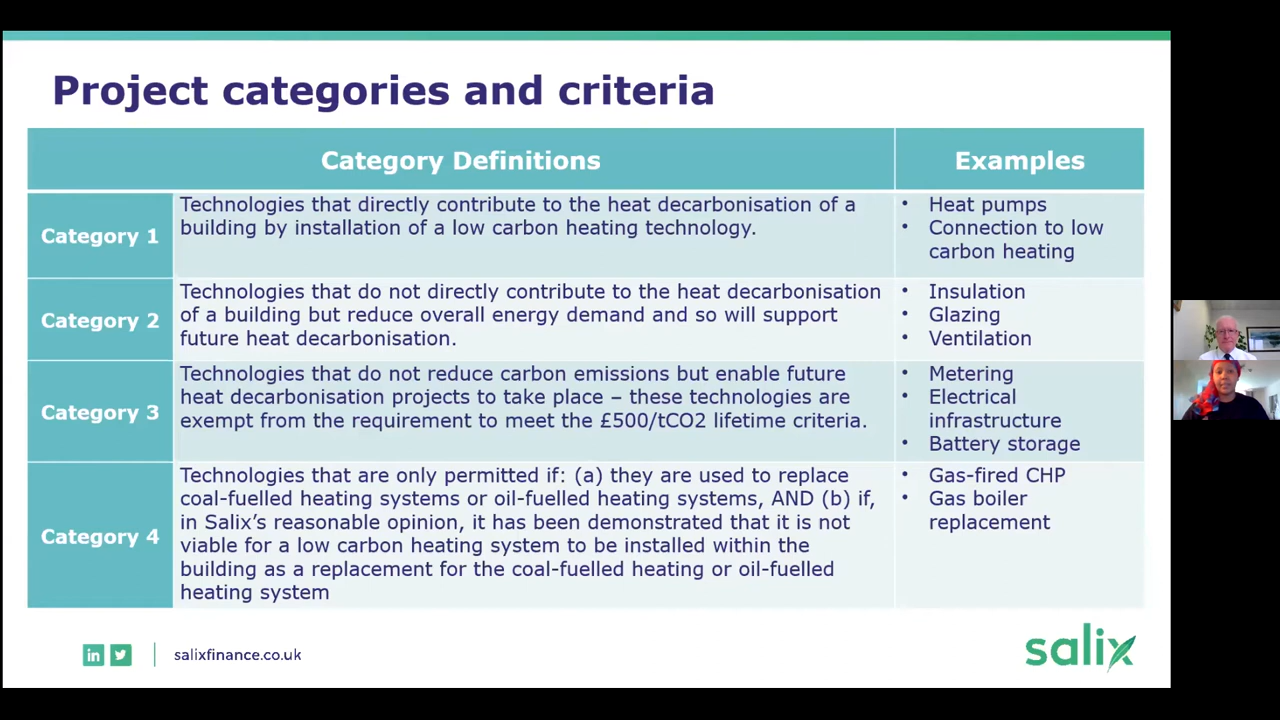 Project categories and criteria
Category Definitions
Examples
Category 1
Technologies that directly contribute to the heat decarbonisation of a
building by installation of a low carbon heating technology.
• Heat pumps
• Connection to low
carbon heating
Category 2
Technologies that do not directly contribute to the heat decarbonisation
of a building but reduce overall energy demand and so will support
future heat decarbonisation.
• Insulation
• Glazing
• Ventilation
Category 3
Technologies that do not reduce carbon emissions but enable future
heat decarbonisation projects to take place – these technologies are
exempt from the requirement to meet the £500/tCO2 lifetime criteria.
• Metering
• Electrical
infrastructure
• Battery storage
Category 4
Technologies that are only permitted if: (a) they are used to replace
coal-fuelled heating systems or oil-fuelled heating systems, AND (b) if,
in Salix’s reasonable opinion, it has been demonstrated that it is not
viable for a low carbon heating system to be installed within the
building as a replacement for the coal-fuelled heating or oil-fuelled
heating system
• Gas-fired CHP
• Gas boiler
replacement
in
salixfinance.co.uk
salix